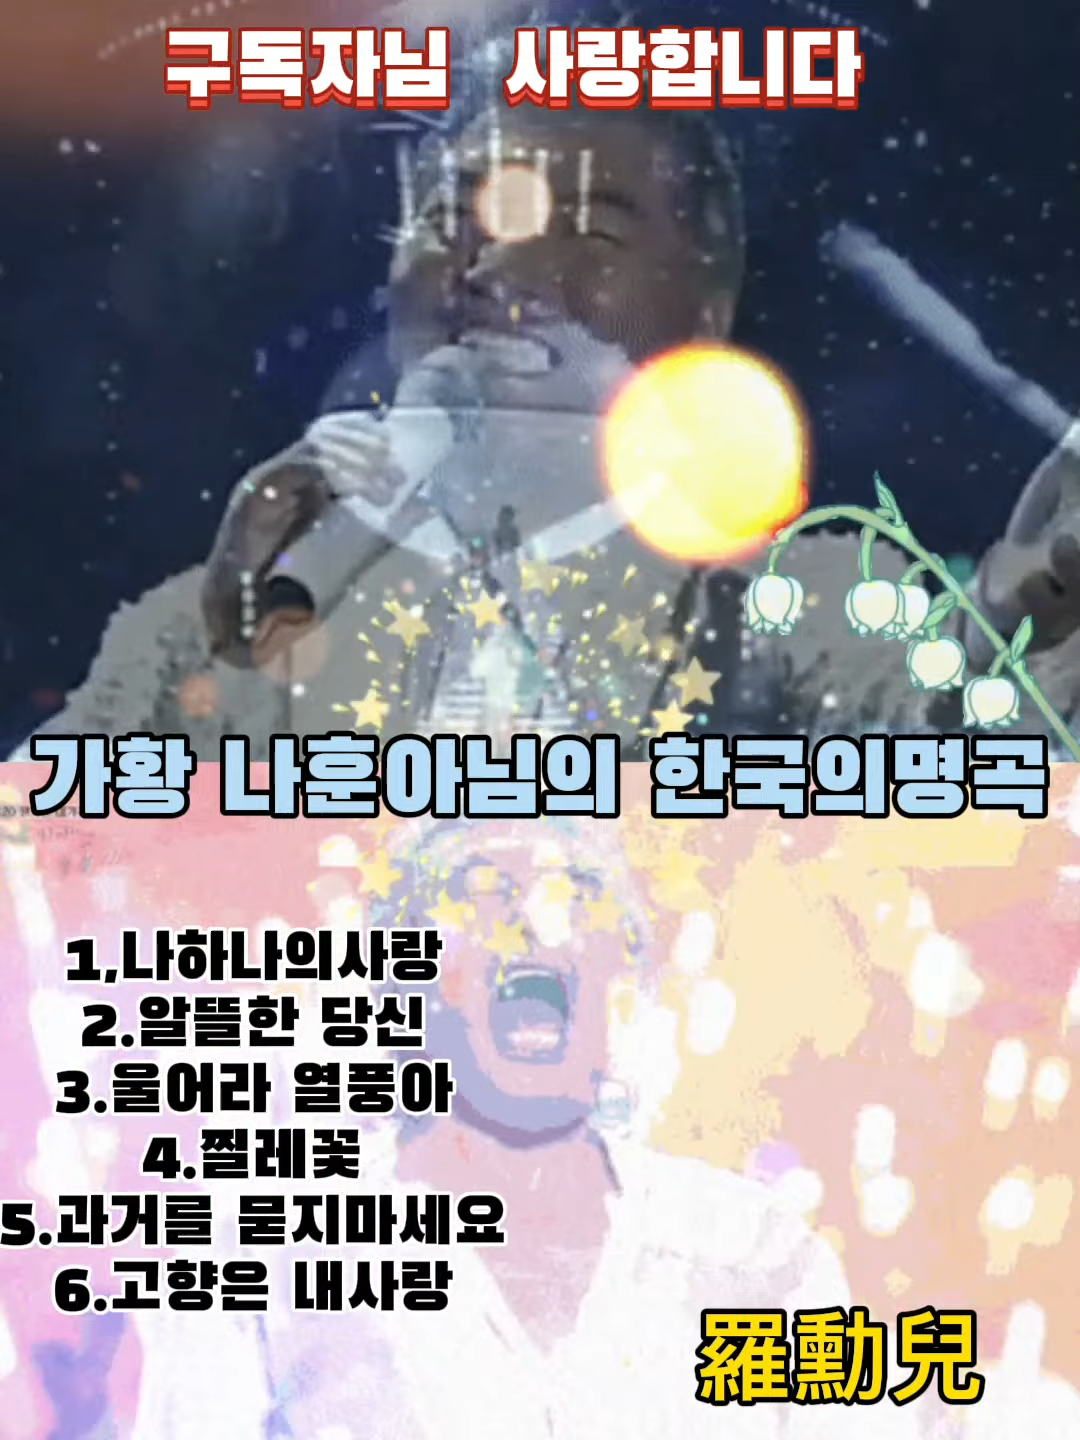 구독자님 사랑합니다
가황 나훈아님의 한국의명곡
1,나하나의사랑
2.알뜰한 당신
3.울어라 열풍아
4.찔레꽃
5.과거를 묻지마세요
6.고향은 내사랑
羅勳兒